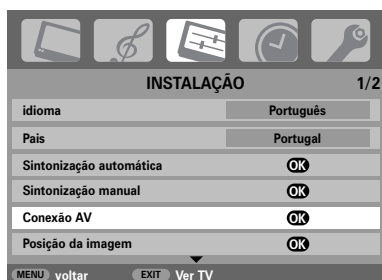 INSTALAÇÃO 1/2
idioma Português
Pais Portugal
Sintonização automática OK
Sintonização manual OK
Conexão AV OK
Posição da imagem OK
MENU voltar EXIT Ver TV